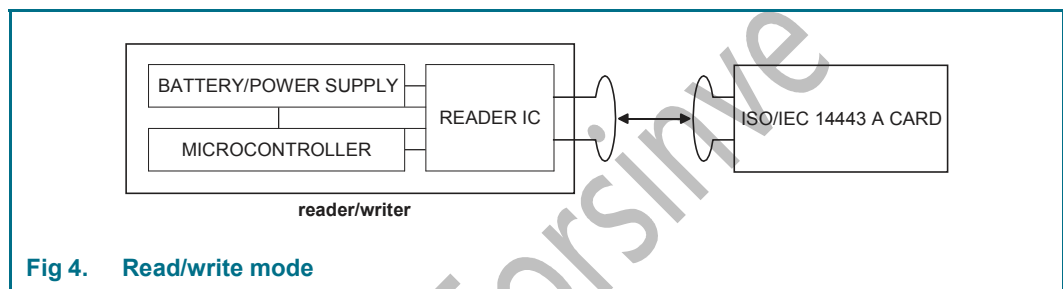 BATTERY/POWER SUPPLY
READER IC
MICROCONTROLLER
ISO/IEC 14443 A CARD
reader/writer
Fig 4. Read/write mode